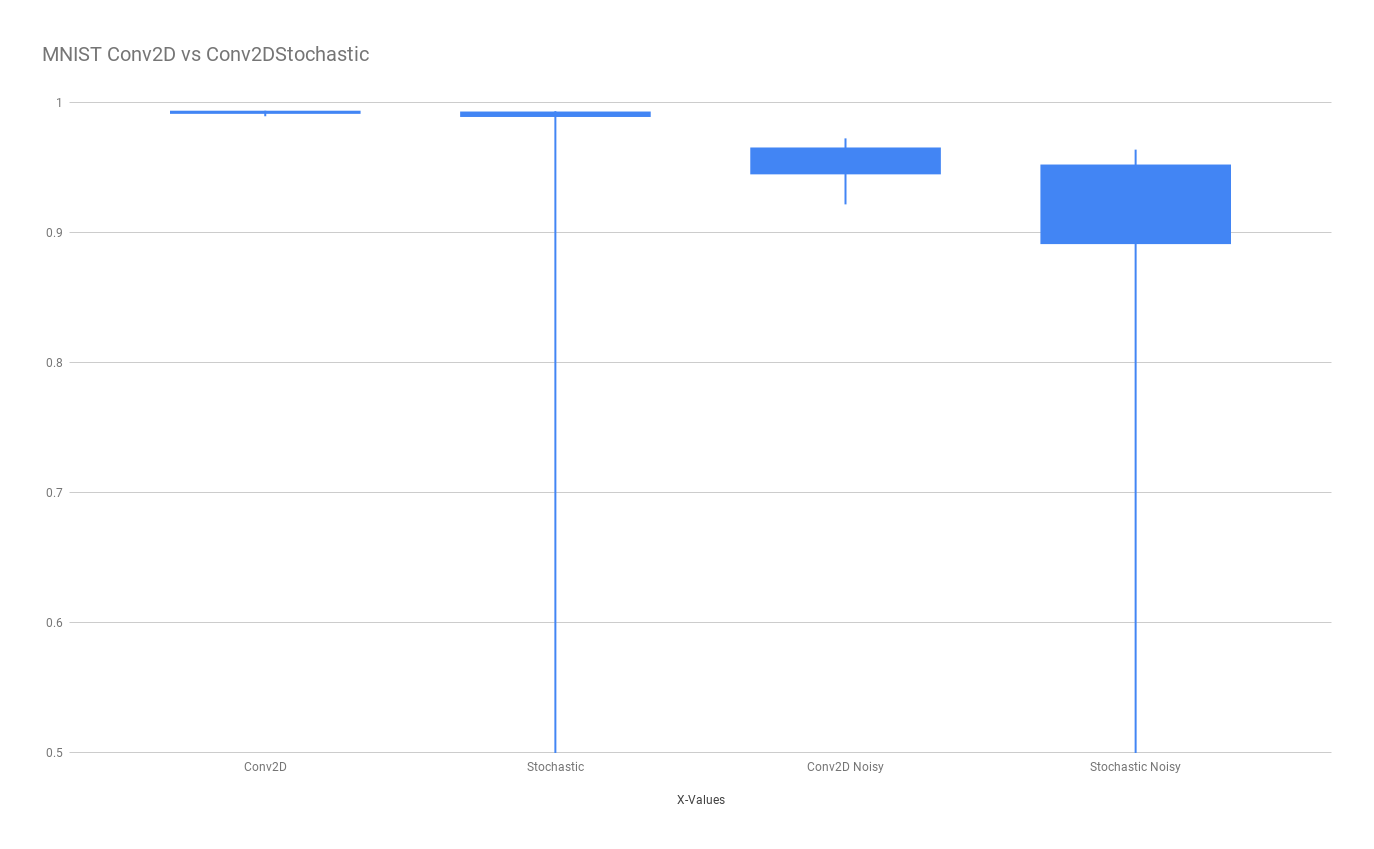 MNIST Conv2D vs Conv2DStochastic
1
0.9
0.8
0.7
0.6
0.5
Conv2D
Stochastic
Conv2D Noisy
Stochastic Noisy
X-Values